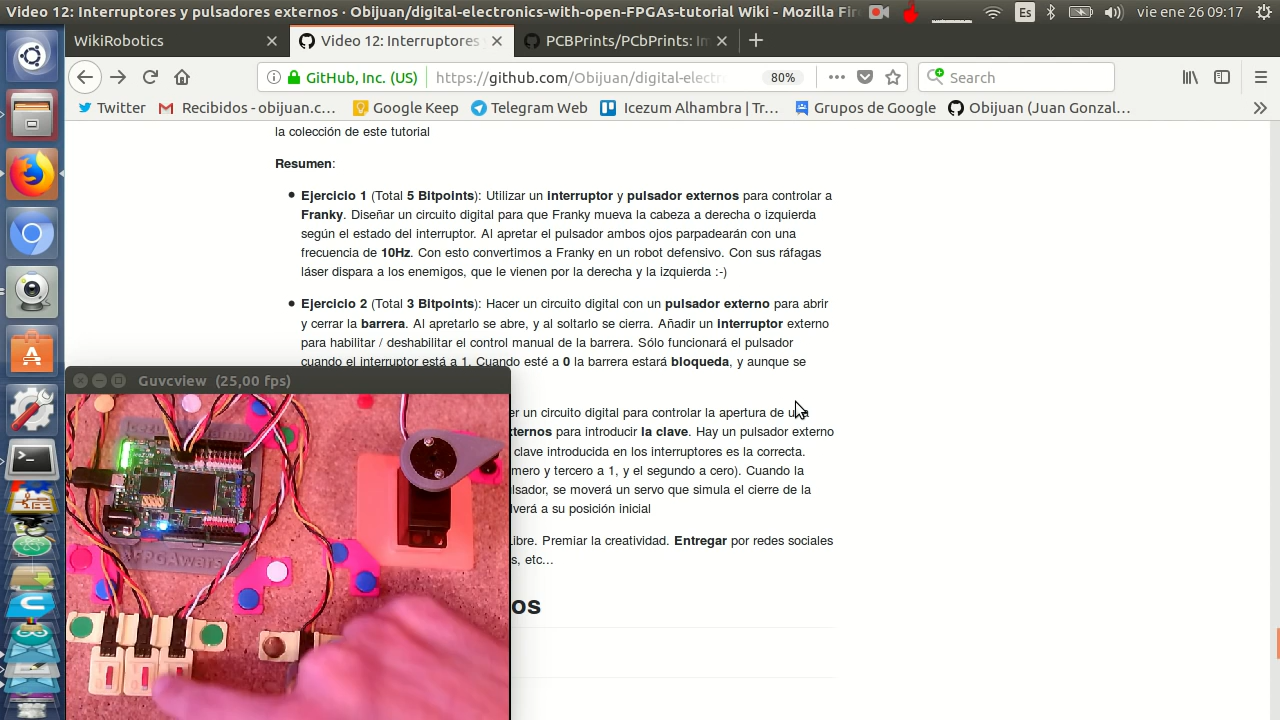 Video 12: Interruptores y pulsadores externos · Obijuan/digital-electronics-with-open-FPGAs-tutorial Wiki - Mozilla Fire
Es
vie ene 26 09:17
WikiRobotics
Video 12: Interruptores
PCBPrints/PcbPrints: Im
GitHub, Inc. (US)
https://github.com/Obijuan/digital-electr
80%
Search
Twitter
Recibidos - obijuan.c…
Google Keep
Telegram Web
Icezum Alhambra | Tr…
Grupos de Google
Obijuan (Juan Gonzal…
la colección de este tutorial
Resumen:
Ejercicio 1 (Total 5 Bitpoints): Utilizar un interruptor y pulsador externos para controlar a
Franky. Diseñar un circuito digital para que Franky mueva la cabeza a derecha o izquierda
según el estado del interruptor. Al apretar el pulsador ambos ojos parpadearán con una
frecuencia de 10Hz. Con esto convertimos a Franky en un robot defensivo. Con sus ráfagas
láser dispara a los enemigos, que le vienen por la derecha y la izquierda :-)
Ejercicio 2 (Total 3 Bitpoints): Hacer un circuito digital con un pulsador externo para abrir
y cerrar la barrera. Al apretarlo se abre, y al soltarlo se cierra. Añadir un interruptor externo
para habilitar / deshabilitar el control manual de la barrera. Sólo funcionará el pulsador
cuando el interruptor está a 1. Cuando esté a 0 la barrera estará bloqueda, y aunque se
er un circuito digital para controlar la apertura de una
ternos para introducir la clave. Hay un pulsador externo
clave introducida en los interruptores es la correcta.
mero y tercero a 1, y el segundo a cero). Cuando la
lsador, se moverá un servo que simula el cierre de la
lverá a su posición inicial
Libre. Premiar la creatividad. Entregar por redes sociales
s, etc...
os
Guvcview (25,00 fps)
FPGAwars